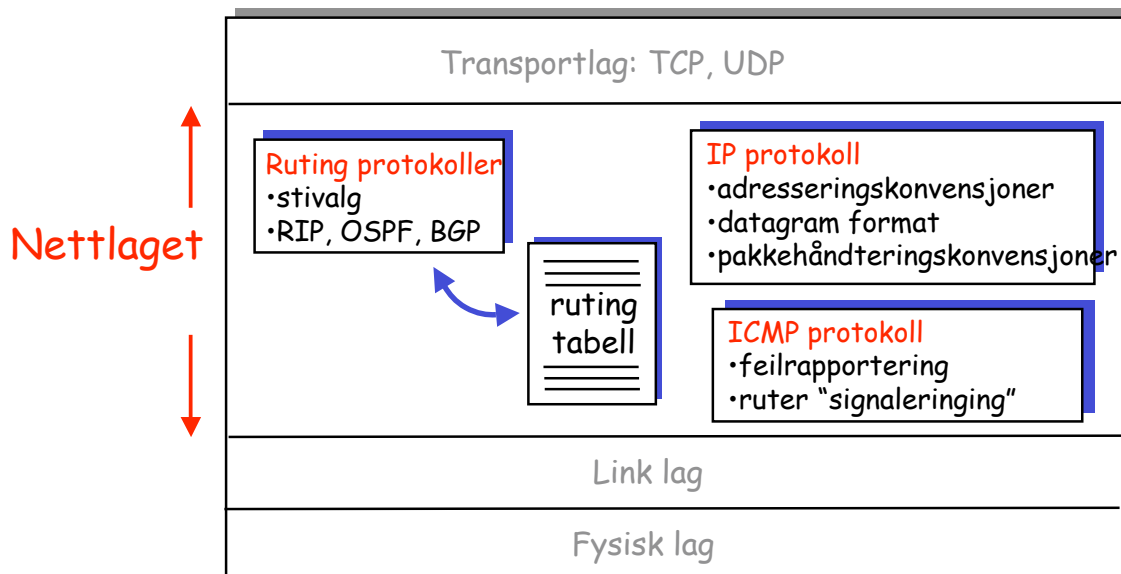 Transportlag: TCP, UDP
Nettlaget
Ruting protokoller
•stivalg
•RIP, OSPF, BGP
ruting
tabell
IP protokoll
•adresseringskonvensjoner
•datagram format
•pakkehåndteringskonvensjoner
ICMP protokoll
•feilrapportering
•ruter “signaleringing”
Link lag
Fysisk lag